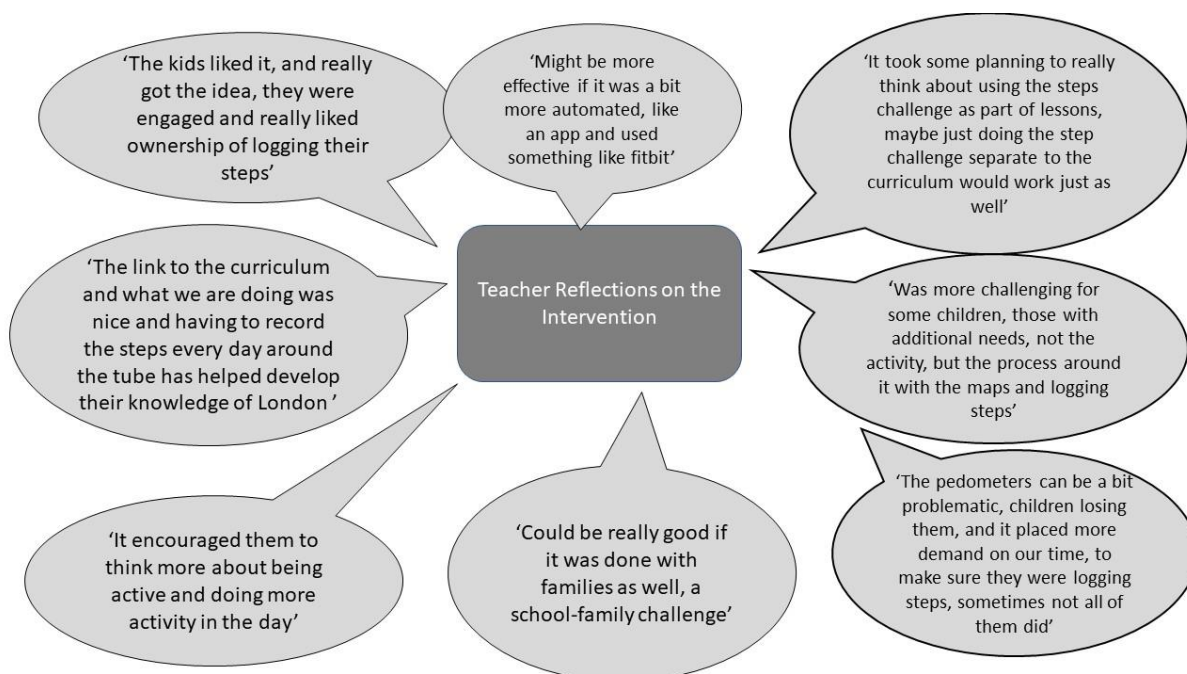 ‘The kids liked it, and really
got the idea, they were
engaged and really liked
ownership of logging their
steps’
‘Might be more
effective if it was a bit
more automated, like
an app and used
something like fitbit’
‘It took some planning to really
think about using the steps
challenge as part of lessons,
maybe just doing the step
challenge separate to the
curriculum would work just as
well’
‘The link to the curriculum
and what we are doing was
nice and having to record
the steps every day around
the tube has helped develop
their knowledge of London ’
Teacher Reflections on the
Intervention
‘Was more challenging for
some children, those with
additional needs, not the
activity, but the process around
it with the maps and logging
steps’
‘It encouraged them to
think more about being
active and doing more
activity in the day’
‘Could be really good if
it was done with
families as well, a
school-family challenge’
‘The pedometers can be a bit
problematic, children losing
them, and it placed more
demand on our time, to
make sure they were logging
steps, sometimes not all of
them did’